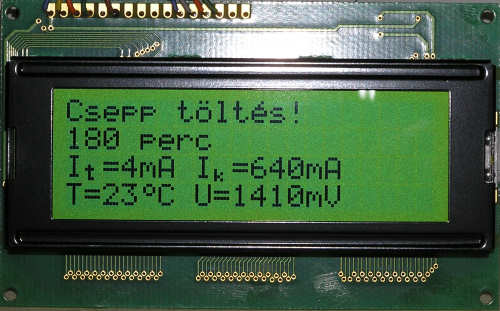 Csepp töltés!
180 perc
Iₜ=4mA Iₖ=640mA
T=23°C U=1410mV